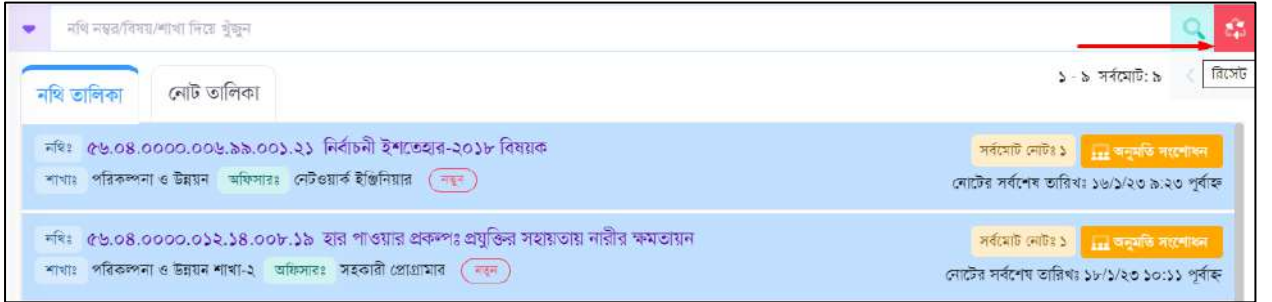 নথি নম্বর/বিষয়/শাখা দিয়ে খুঁজুন
১ - ৯ সর্বমোট: ৯ রিসেট
নথি তালিকা নোট তালিকা
নথিঃ ৫৬.০৪.০০০০.০০৬.৯৯.০০১.২১ নির্বাচনী ইশতেহার-২০১৮ বিষয়ক সর্বমোট নোটঃ ১ অনুমতি সংশোধন
শাখাঃ পরিকল্পনা ও উন্নয়ন অফিসারঃ নেটওয়ার্ক ইঞ্জিনিয়ার নতুন নোটের সর্বশেষ তারিখঃ ১৬/১/২৩ ৯:২৩ পূর্বাহ্ন
নথিঃ ৫৬.০৪.০০০০.০১২.১৪.০০৮.১৯ হার পাওয়ার প্রকল্পঃ প্রযুক্তির সহায়তায় নারীর ক্ষমতায়ন সর্বমোট নোটঃ ১ অনুমতি সংশোধন
শাখাঃ পরিকল্পনা ও উন্নয়ন শাখা-২ অফিসারঃ সহকারী প্রোগ্রামার নতুন নোটের সর্বশেষ তারিখঃ ১৮/১/২৩ ১০:১১ পূর্বাহ্ন